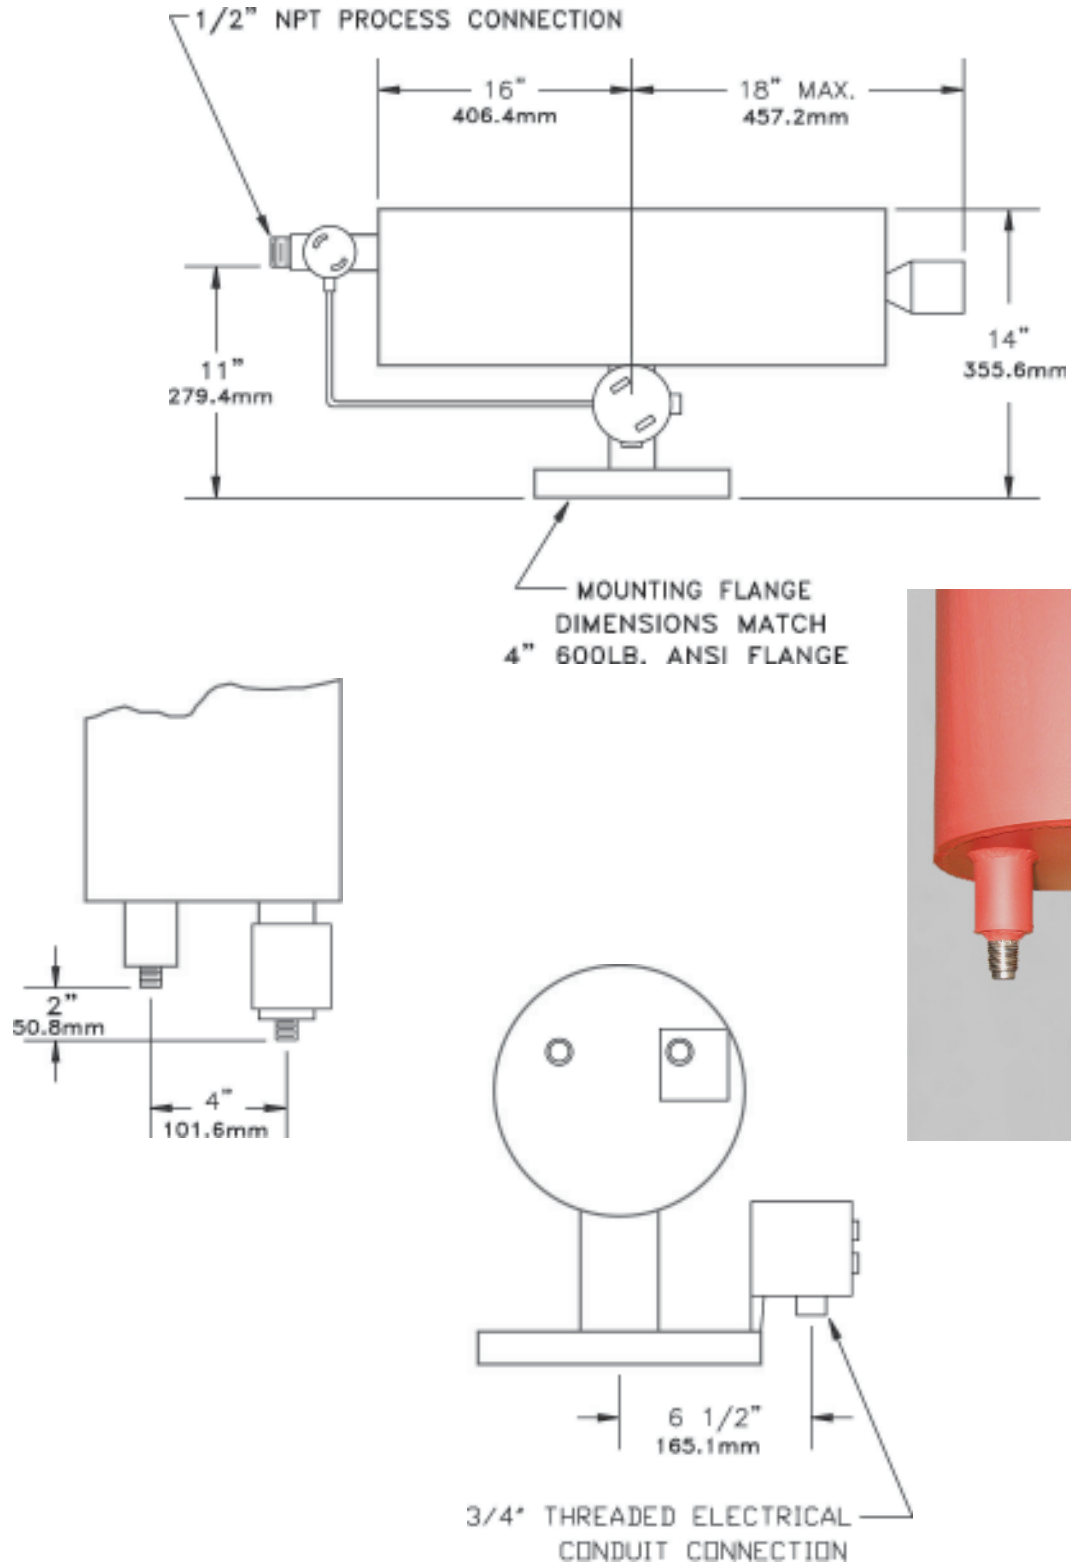 1/2” NPT PROCESS CONNECTION
16”
406.4mm
18” MAX.
457.2mm
11”
279.4mm
14”
355.6mm
MOUNTING FLANGE
DIMENSIONS MATCH
4” 600LB. ANSI FLANGE
2”
50.8mm
4”
101.6mm
6 1/2”
165.1mm
3/4" THREADED ELECTRICAL
CONDUIT CONNECTION